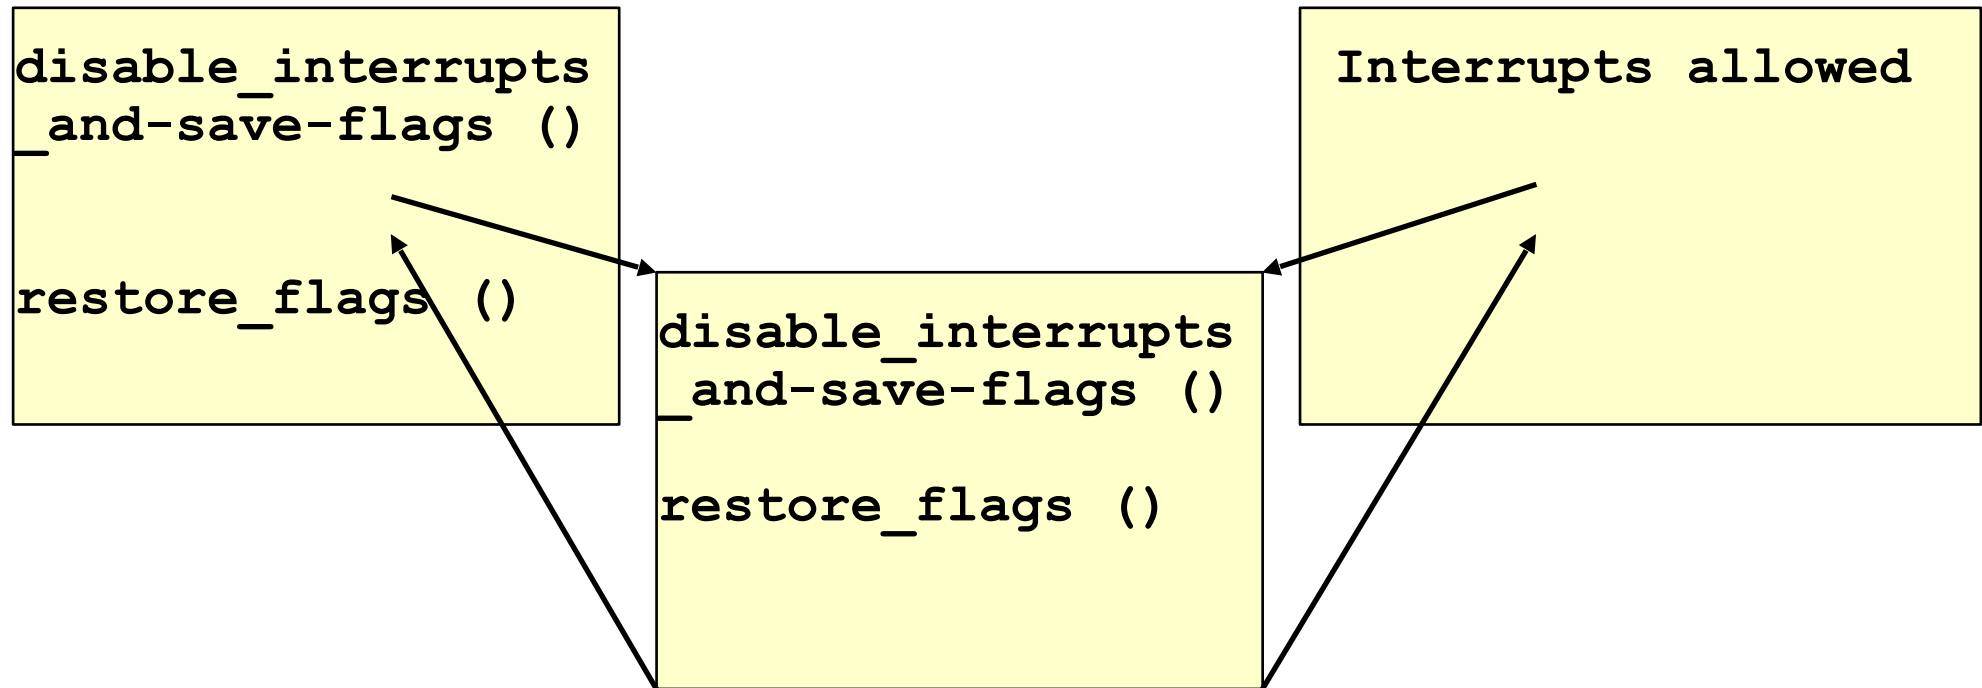 disable_interrupts
_and-save-flags ()
restore_flags ()
Interrupts allowed
disable_interrupts
_and-save-flags ()
restore_flags ()